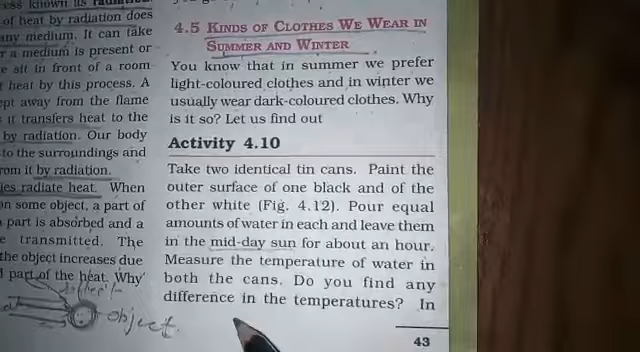 ess known as
of heat by radiation does
any medium. It can take
r a medium is present or
e sit in front of a room
heat by this process. A
ept away from the flame
it transfers heat to the
by radiation. Our body
to the surroundings and
rom it by radiation.
ies radiate heat. When
on some object, a part of
part is absorbed and a
e transmitted. The
the object increases due
part of the heat. Why
object
4.5 KINDS OF CLOTHES WE WEAR IN
SUMMER AND WINTER
You know that in summer we prefer
light-coloured clothes and in winter we
usually wear dark-coloured clothes. Why
is it so? Let us find out
Activity 4.10
Take two identical tin cans. Paint the
outer surface of one black and of the
other white (Fig. 4.12). Pour equal
amounts of water in each and leave them
in the mid-day sun for about an hour.
Measure the temperature of water in
both the cans. Do you find any
difference in the temperatures? In
43